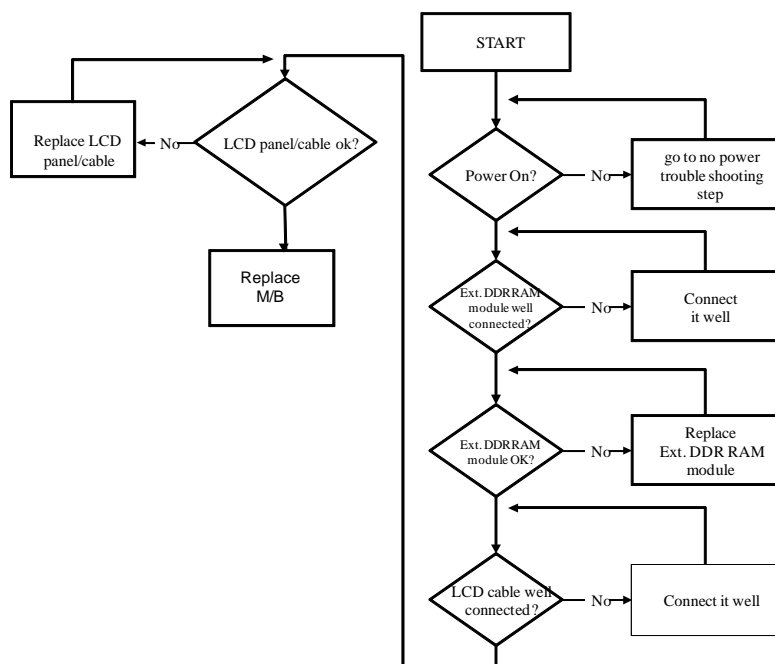 START
Power On?
No
go to no power
trouble shooting
step
Ext. DDRRAM
module well
connected?
No
Connect
it well
Ext. DDRRAM
module OK?
No
Replace
Ext. DDR RAM
module
LCD cable well
connected?
No
Connect it well
LCD panel/cable ok?
No
Replace LCD
panel/cable
Replace
M/B